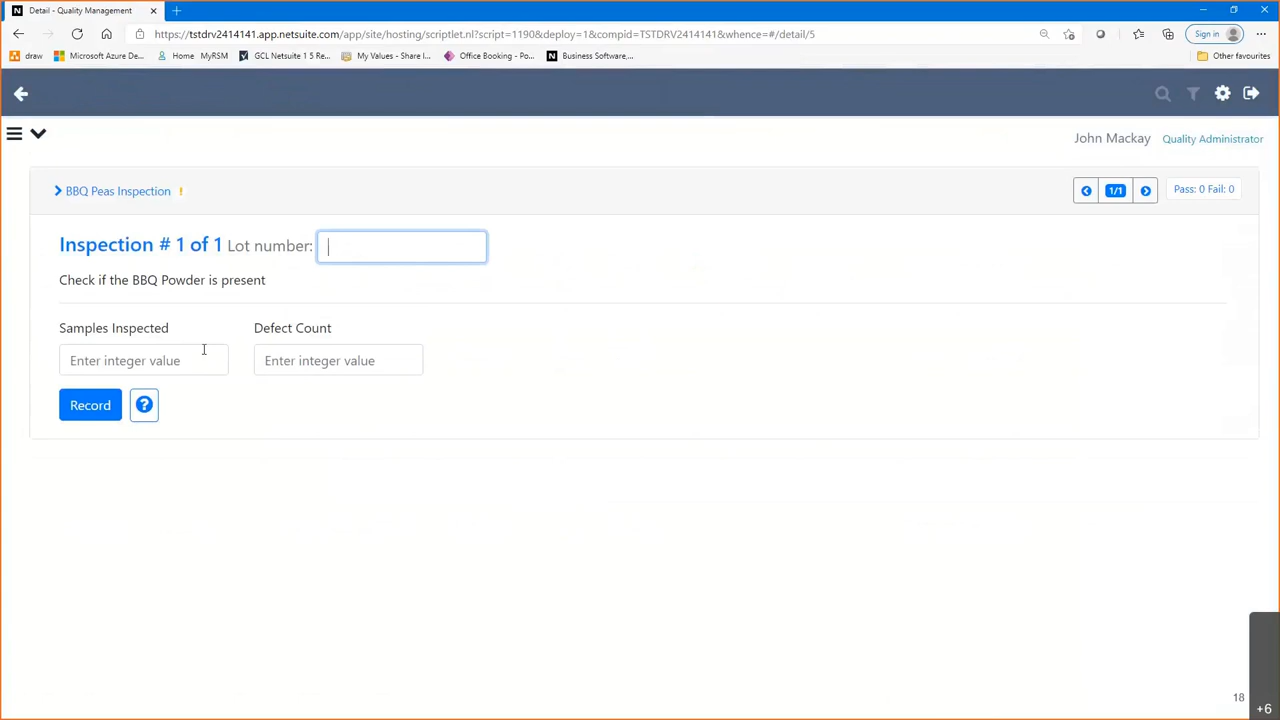 Detail - Quality Management
https://tstdrv2414141.app.netsuite.com/app/site/hosting/scriptlet.nl?script=1190&deploy=1&compid=TSTDRV2414141&whence=#/detail/5
Sign in
draw
Microsoft Azure De...
Home
MyRSM
GCL Netsuite 1 5 Re...
My Values - Share I...
Office Booking - Po...
Business Software,...
Other favourites
John Mackay Quality Administrator
BBQ Peas Inspection !
1/1
Pass: 0 Fail: 0
Inspection # 1 of 1 Lot number:
Check if the BBQ Powder is present
Samples Inspected Defect Count
Enter integer value Enter integer value
Record ?
18
+6